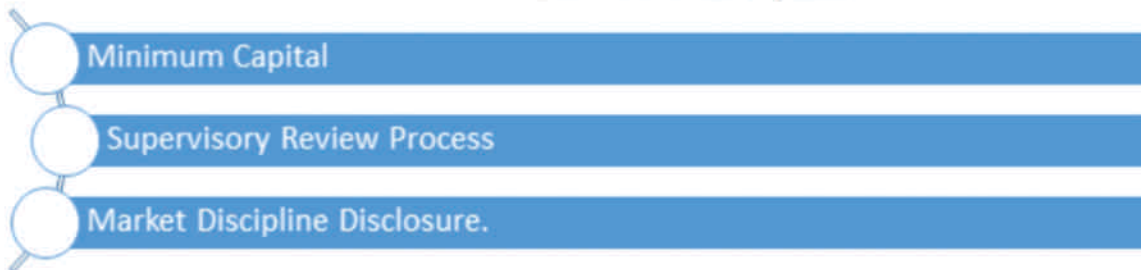 Minimum Capital
Supervisory Review Process
Market Discipline Disclosure.